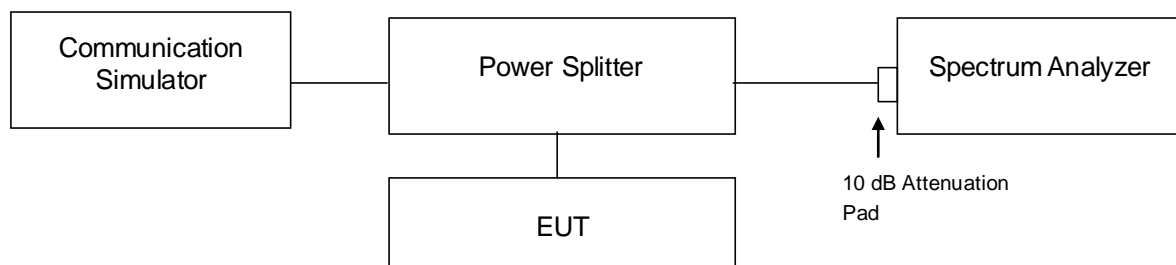 Communication
Simulator
Power Splitter
Spectrum Analyzer
10 dB Attenuation
Pad
EUT